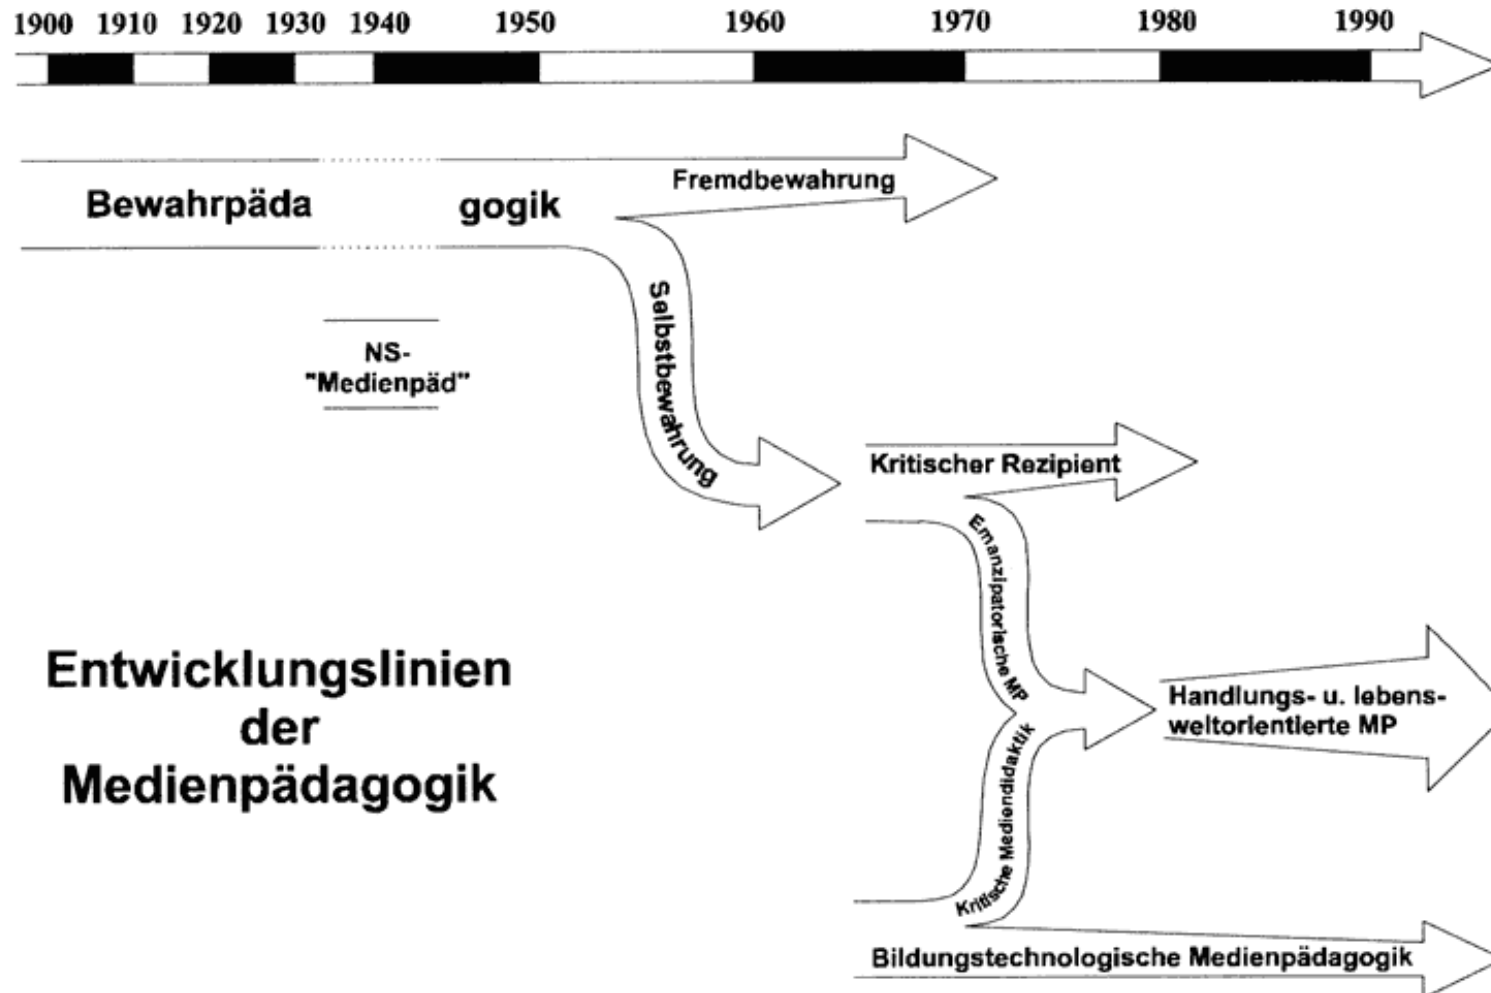 1900 1910 1920 1930 1940 1950 1960 1970 1980 1990
Fremdbewahrung
Bewahrpäda gogik
Selbstbewahrung
NS-
"Medienpäd"
Kritischer Rezipient
Emanzipatorische MP
Entwicklungslinien
der
Medienpädagogik
Handlungs- u. lebens-
weltorientierte MP
Kritische Mediendidaktik
Bildungstechnologische Medienpädagogik